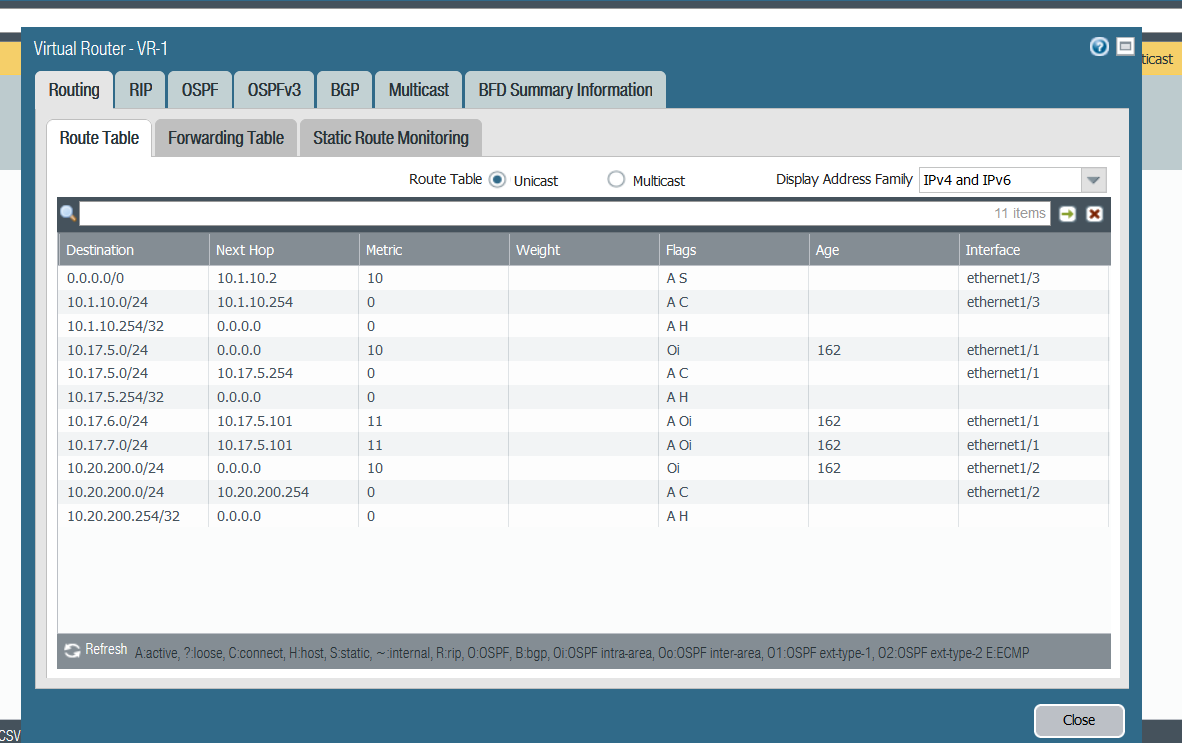 Virtual Router - VR-1
ticast
Routing RIP OSPF OSPFv3 BGP Multicast BFD Summary Information
Route Table Forwarding Table Static Route Monitoring
Route Table Unicast Multicast Display Address Family IPv4 and IPv6
11 items
Destination Next Hop Metric Weight Flags Age Interface
0.0.0.0/0 10.1.10.2 10 A S ethernet1/3
10.1.10.0/24 10.1.10.254 0 A C ethernet1/3
10.1.10.254/32 0.0.0.0 0 A H
10.17.5.0/24 0.0.0.0 10 Oi 162 ethernet1/1
10.17.5.0/24 10.17.5.254 0 A C ethernet1/1
10.17.5.254/32 0.0.0.0 0 A H
10.17.6.0/24 10.17.5.101 11 A Oi 162 ethernet1/1
10.17.7.0/24 10.17.5.101 11 A Oi 162 ethernet1/1
10.20.200.0/24 0.0.0.0 10 Oi 162 ethernet1/2
10.20.200.0/24 10.20.200.254 0 A C ethernet1/2
10.20.200.254/32 0.0.0.0 0 A H
Refresh A:active, ?:loose, C:connect, H:host, S:static, ~:internal, R:rip, O:OSPF, B:bgp, Oi:OSPF intra-area, Oo:OSPF inter-area, O1:OSPF ext-type-1, O2:OSPF ext-type-2 E:ECMP
Close
CSV